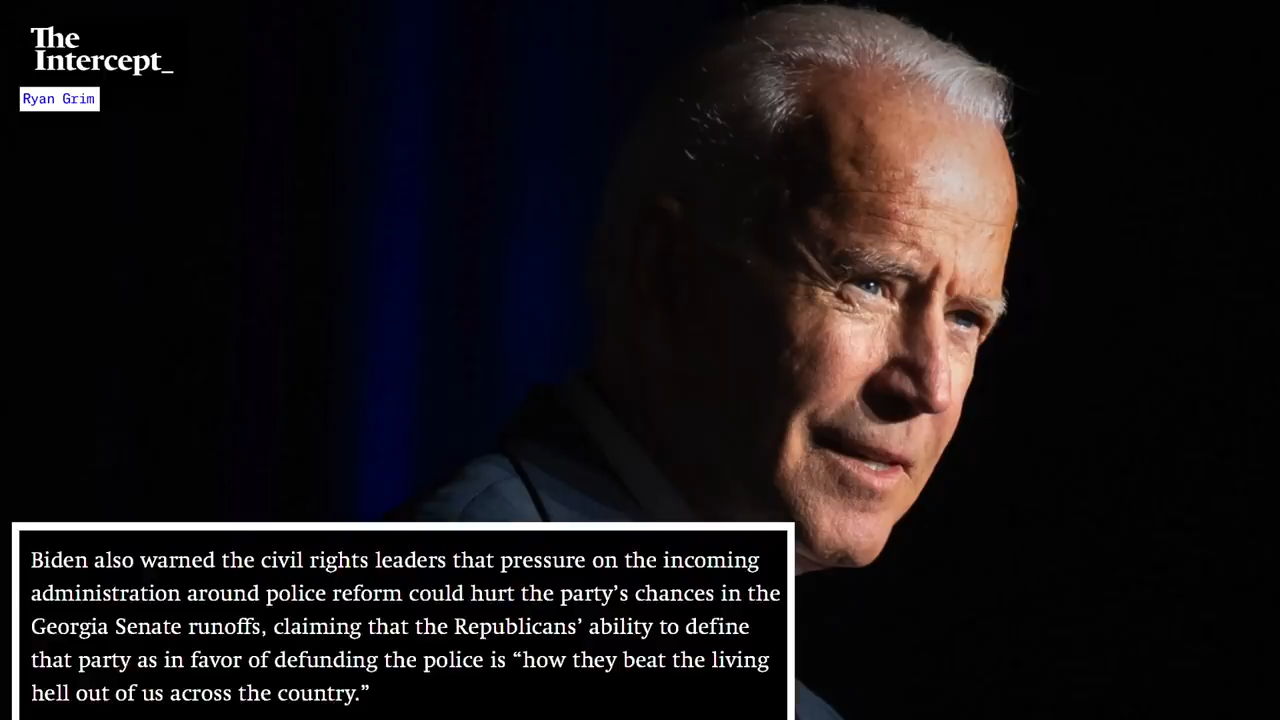 The
Intercept_
Ryan Grim
Biden also warned the civil rights leaders that pressure on the incoming
administration around police reform could hurt the party’s chances in the
Georgia Senate runoffs, claiming that the Republicans’ ability to define
that party as in favor of defunding the police is “how they beat the living
hell out of us across the country.”